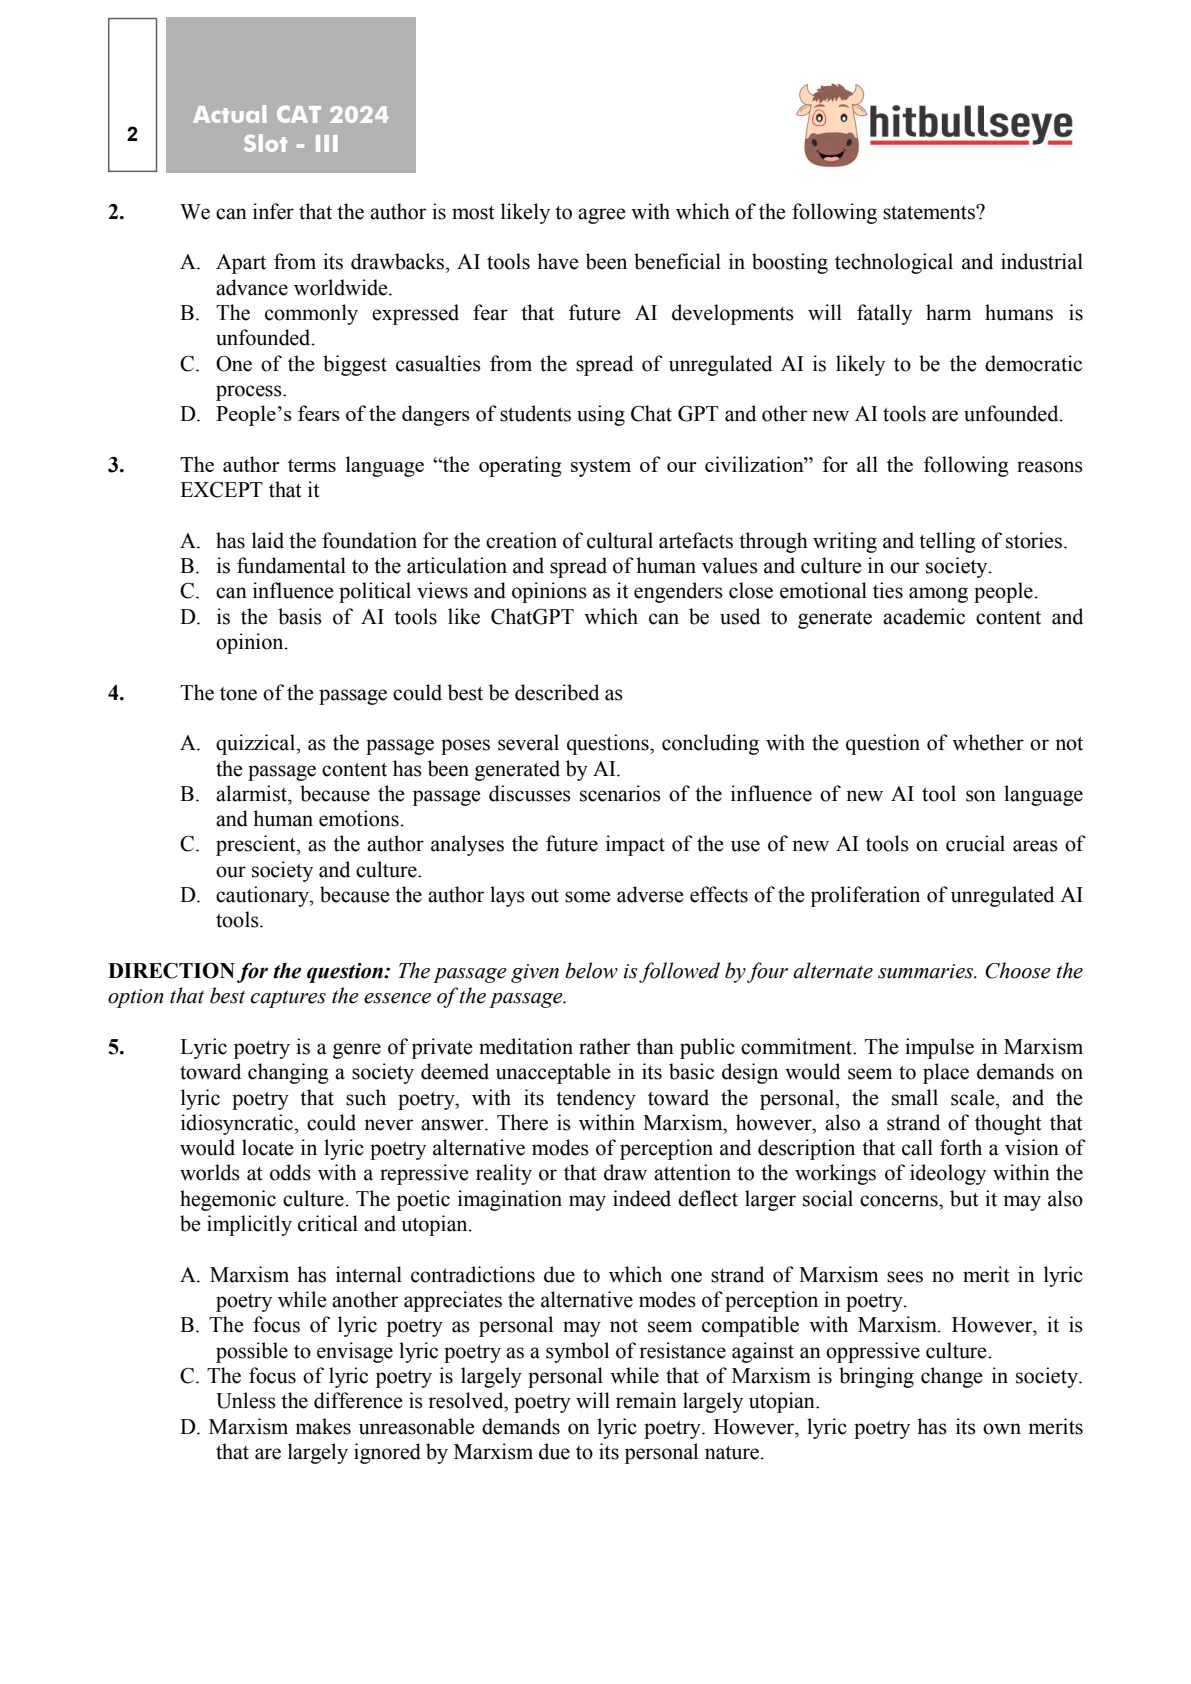 2
Actual CAT 2024
Slot - III
hitbullseye
2. We can infer that the author is most likely to agree with which of the following statements?
A. Apart from its drawbacks, AI tools have been beneficial in boosting technological and industrial
advance worldwide.
B. The commonly expressed fear that future AI developments will fatally harm humans is
unfounded.
C. One of the biggest casualties from the spread of unregulated AI is likely to be the democratic
process.
D. People’s fears of the dangers of students using Chat GPT and other new AI tools are unfounded.
3. The author terms language “the operating system of our civilization” for all the following reasons
EXCEPT that it
A. has laid the foundation for the creation of cultural artefacts through writing and telling of stories.
B. is fundamental to the articulation and spread of human values and culture in our society.
C. can influence political views and opinions as it engenders close emotional ties among people.
D. is the basis of AI tools like ChatGPT which can be used to generate academic content and
opinion.
4. The tone of the passage could best be described as
A. quizzical, as the passage poses several questions, concluding with the question of whether or not
the passage content has been generated by AI.
B. alarmist, because the passage discusses scenarios of the influence of new AI tool son language
and human emotions.
C. prescient, as the author analyses the future impact of the use of new AI tools on crucial areas of
our society and culture.
D. cautionary, because the author lays out some adverse effects of the proliferation of unregulated AI
tools.
DIRECTION for the question: The passage given below is followed by four alternate summaries. Choose the
option that best captures the essence of the passage.
5. Lyric poetry is a genre of private meditation rather than public commitment. The impulse in Marxism
toward changing a society deemed unacceptable in its basic design would seem to place demands on
lyric poetry that such poetry, with its tendency toward the personal, the small scale, and the
idiosyncratic, could never answer. There is within Marxism, however, also a strand of thought that
would locate in lyric poetry alternative modes of perception and description that call forth a vision of
worlds at odds with a repressive reality or that draw attention to the workings of ideology within the
hegemonic culture. The poetic imagination may indeed deflect larger social concerns, but it may also
be implicitly critical and utopian.
A. Marxism has internal contradictions due to which one strand of Marxism sees no merit in lyric
poetry while another appreciates the alternative modes of perception in poetry.
B. The focus of lyric poetry as personal may not seem compatible with Marxism. However, it is
possible to envisage lyric poetry as a symbol of resistance against an oppressive culture.
C. The focus of lyric poetry is largely personal while that of Marxism is bringing change in society.
Unless the difference is resolved, poetry will remain largely utopian.
D. Marxism makes unreasonable demands on lyric poetry. However, lyric poetry has its own merits
that are largely ignored by Marxism due to its personal nature.